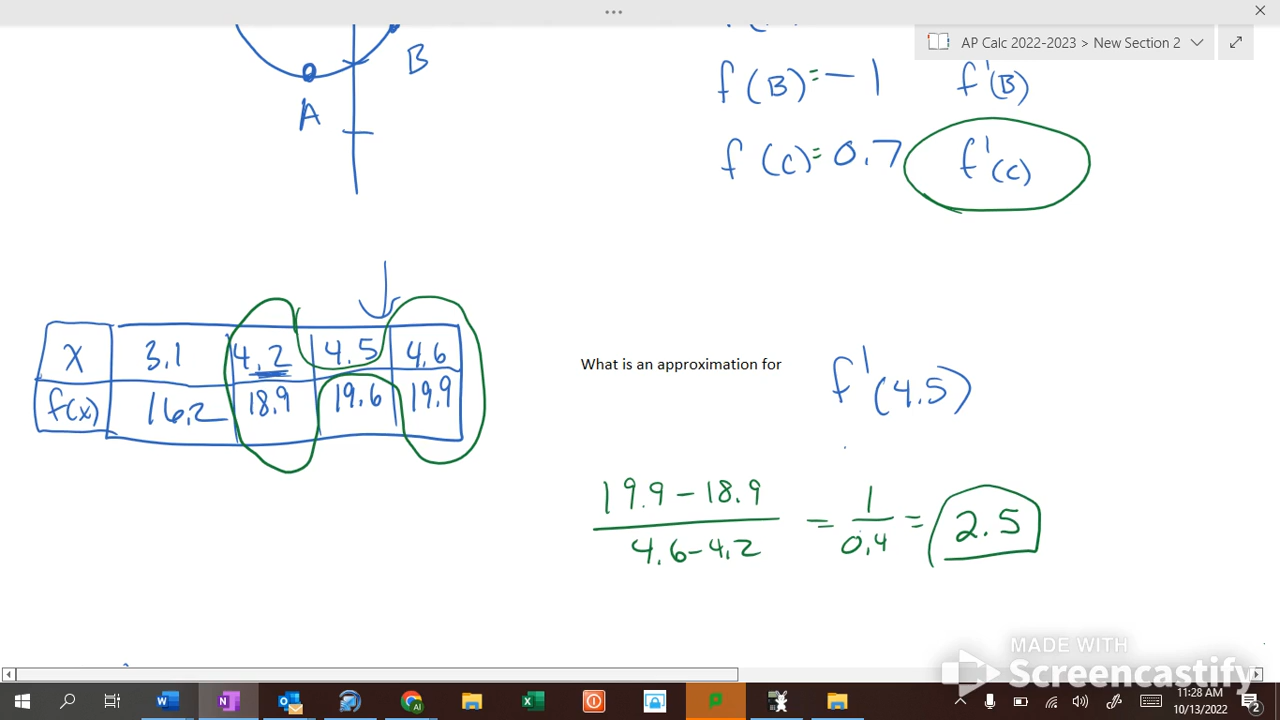 AP Calc 2022-2023 > New Section 2
B
A
f(B)=-1 f'(B)
f(c)=0.7 f'(c)
X 3.1 4.2 4.5 4.6
f(x) 16.2 18.9 19.6 19.9
What is an approximation for f'(4.5)
19.9-18.9
4.6-4.2
= 1
0.4
= 2.5
MADE WITH
Screencastify
11:28 AM
10/13/2022
2